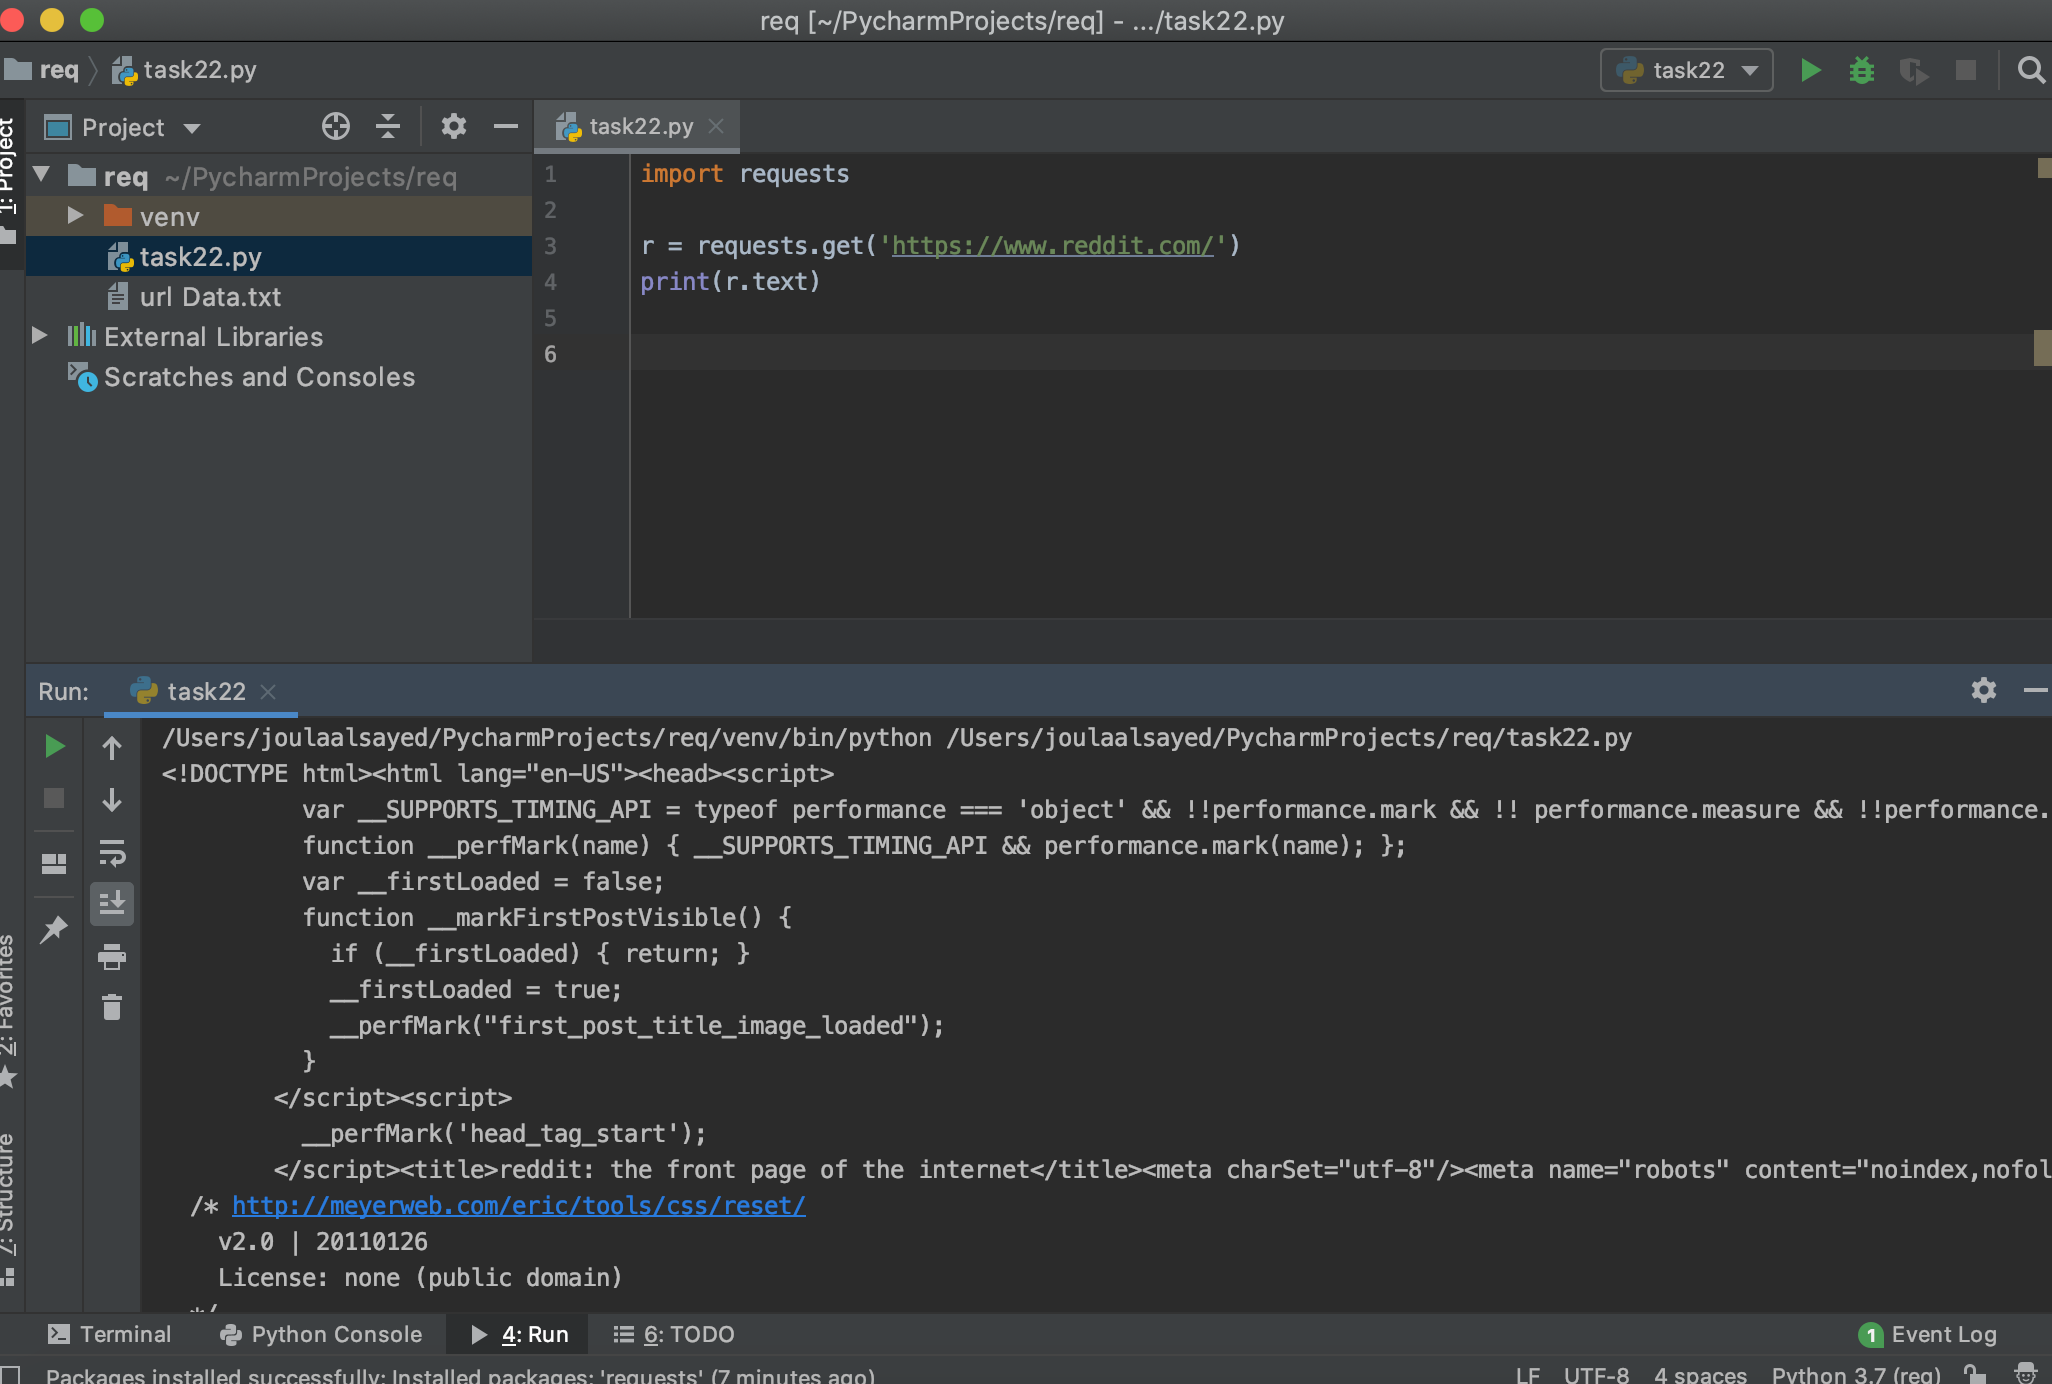 req [~/PycharmProjects/req] - .../task22.py
req task22.py
task22
1: Project
Project
task22.py
req ~/PycharmProjects/req
venv
task22.py
url Data.txt
External Libraries
Scratches and Consoles
1 import requests
2
3 r = requests.get('https://www.reddit.com/')
4 print(r.text)
5
6
Run: task22
/Users/joulaalsayed/PycharmProjects/req/venv/bin/python /Users/joulaalsayed/PycharmProjects/req/task22.py
<!DOCTYPE html><html lang="en-US"><head><script>
var __SUPPORTS_TIMING_API = typeof performance === 'object' && !!performance.mark && !! performance.measure && !!performance.
function __perfMark(name) { __SUPPORTS_TIMING_API && performance.mark(name); };
var __firstLoaded = false;
function __markFirstPostVisible() {
if (__firstLoaded) { return; }
__firstLoaded = true;
__perfMark("first_post_title_image_loaded");
}
</script><script>
__perfMark('head_tag_start');
</script><title>reddit: the front page of the internet</title><meta charSet="utf-8"/><meta name="robots" content="noindex,nofol
/* http://meyerweb.com/eric/tools/css/reset/
v2.0 | 20110126
License: none (public domain)
*/
2: Favorites
7: Structure
Terminal
Python Console
4: Run
6: TODO
1 Event Log
Packages installed successfully: Installed packages: 'requests' (7 minutes ago)
LF UTF-8 4 spaces Python 3.7 (req)